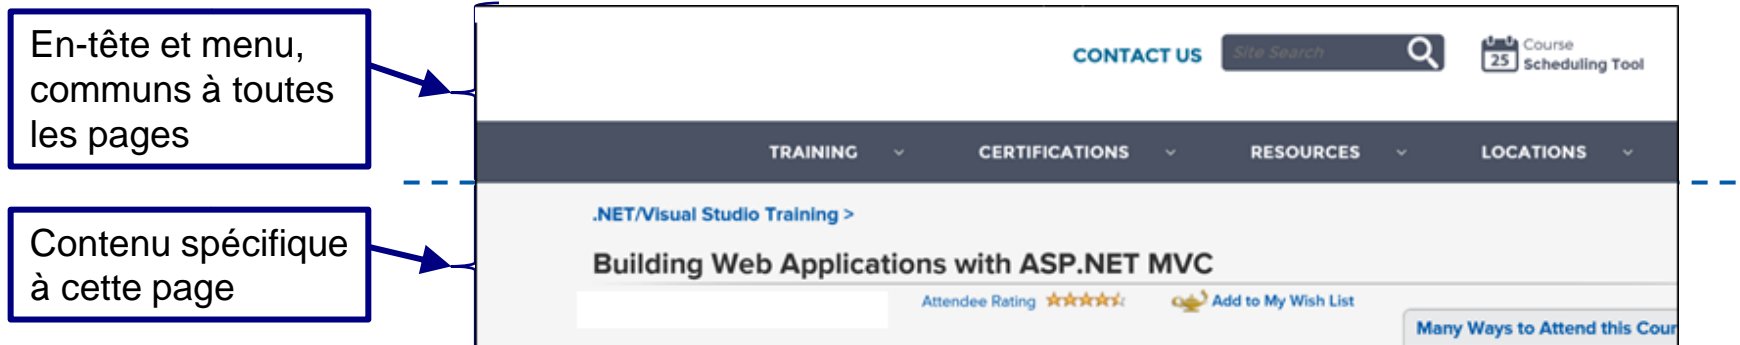 En-tête et menu,
communs à toutes
les pages
CONTACT US
Site Search
25
Course
Scheduling Tool
TRAINING
CERTIFICATIONS
RESOURCES
LOCATIONS
Contenu spécifique
à cette page
.NET/Visual Studio Training >
Building Web Applications with ASP.NET MVC
Attendee Rating
Add to My Wish List
Many Ways to Attend this Cour